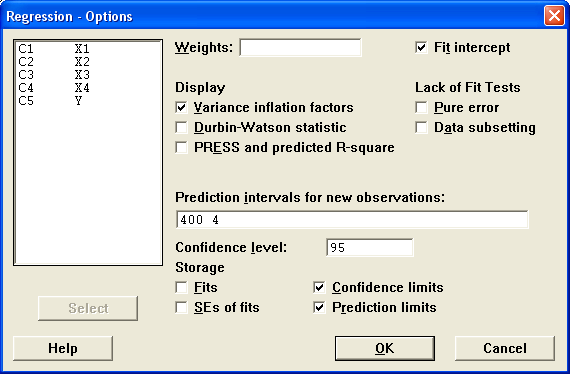 Regression - Options
C1 X1
C2 X2
C3 X3
C4 X4
C5 Y
Select
Help
Weights:
Fit intercept
Display
Variance inflation factors
Durbin-Watson statistic
PRESS and predicted R-square
Lack of Fit Tests
Pure error
Data subsetting
Prediction intervals for new observations:
400 4
Confidence level: 95
Storage
Fits
Confidence limits
SEs of fits
Prediction limits
OK
Cancel